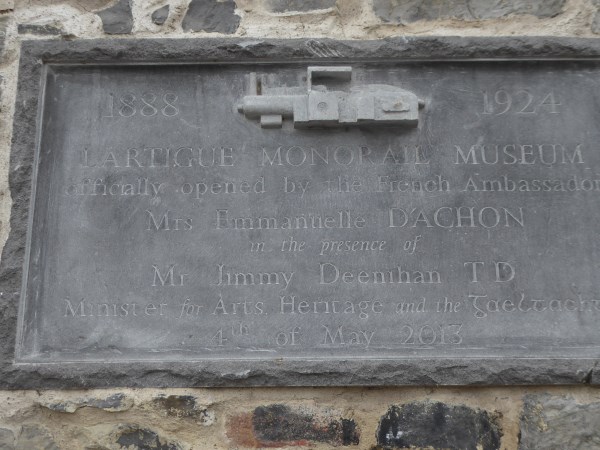 1888 1924
LARTIGUE MONORAIL MUSEUM
officially opened by the French Ambassador
Mrs Emmanuelle D'ACHON
in the presence of
Mr Jimmy Deenihan TD
Minister for Arts, Heritage and the Gaeltacht
4th of May 2013